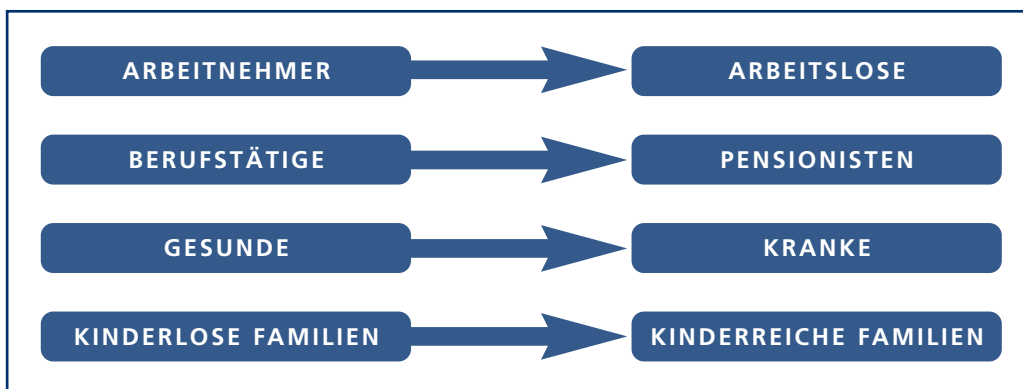 ARBEITNEHMER
ARBEITSLOSE
BERUFSTÄTIGE
PENSIONISTEN
GESUNDE
KRANKE
KINDERLOSE FAMILIEN
KINDERREICHE FAMILIEN